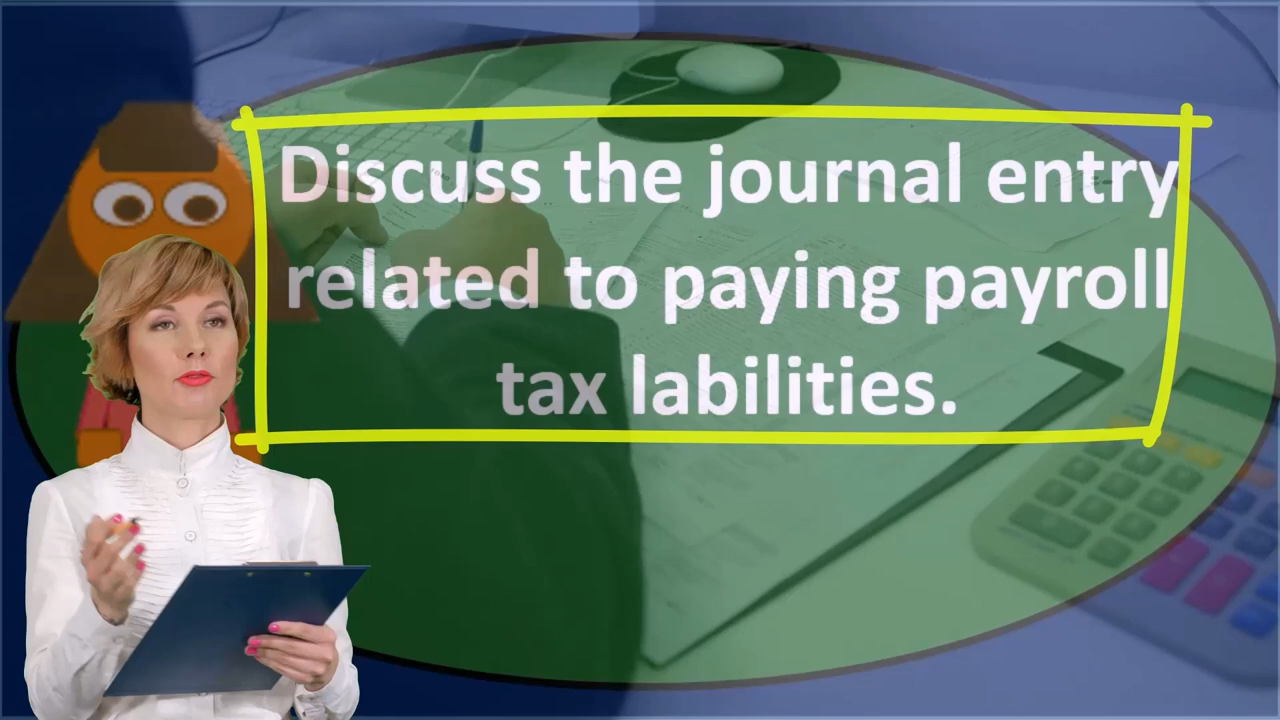 Discuss the journal entry
related to paying payroll
tax labilities.